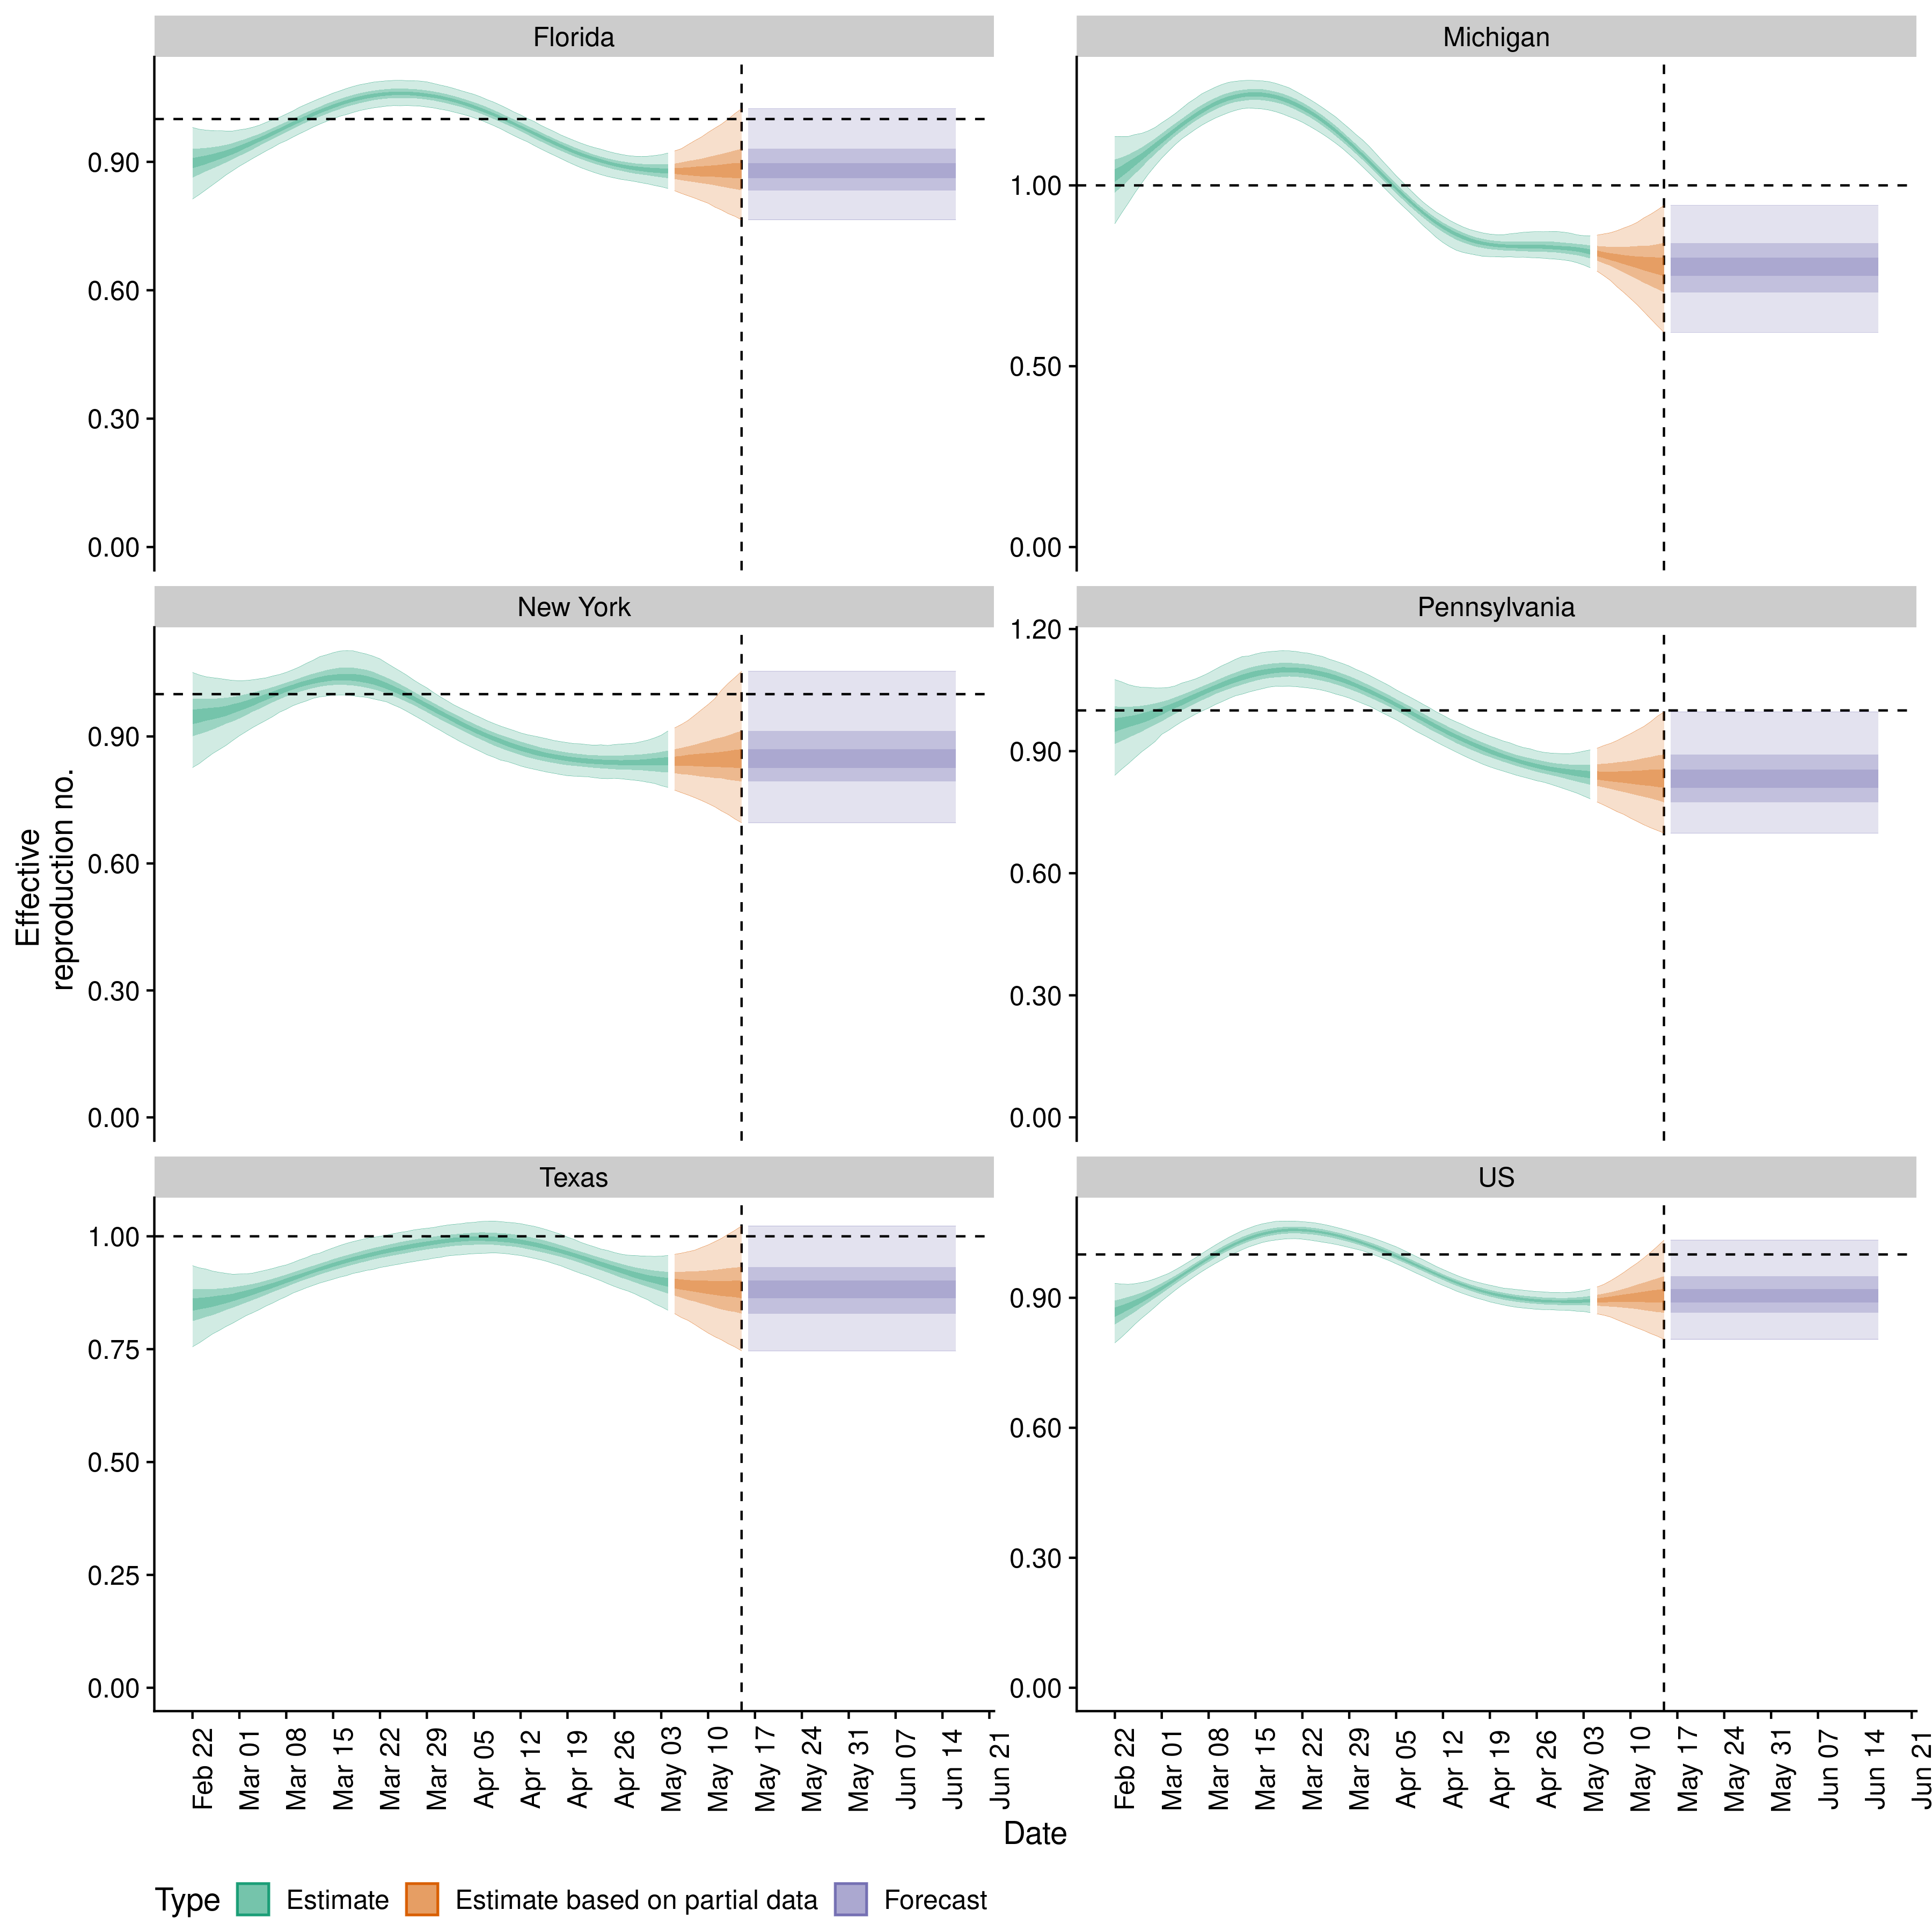 Florida
Michigan
0.90
0.60
0.30
0.00
1.00
0.50
0.00
New York
Pennsylvania
0.90
0.60
0.30
0.00
1.20
0.90
0.60
0.30
0.00
Effective
reproduction no.
Texas
US
1.00
0.75
0.50
0.25
0.00
0.90
0.60
0.30
0.00
Feb 22
Mar 01
Mar 08
Mar 15
Mar 22
Mar 29
Apr 05
Apr 12
Apr 19
Apr 26
May 03
May 10
May 17
May 24
May 31
Jun 07
Jun 14
Jun 21
Feb 22
Mar 01
Mar 08
Mar 15
Mar 22
Mar 29
Apr 05
Apr 12
Apr 19
Apr 26
May 03
May 10
May 17
May 24
May 31
Jun 07
Jun 14
Jun 21
Date
Type Estimate Estimate based on partial data Forecast